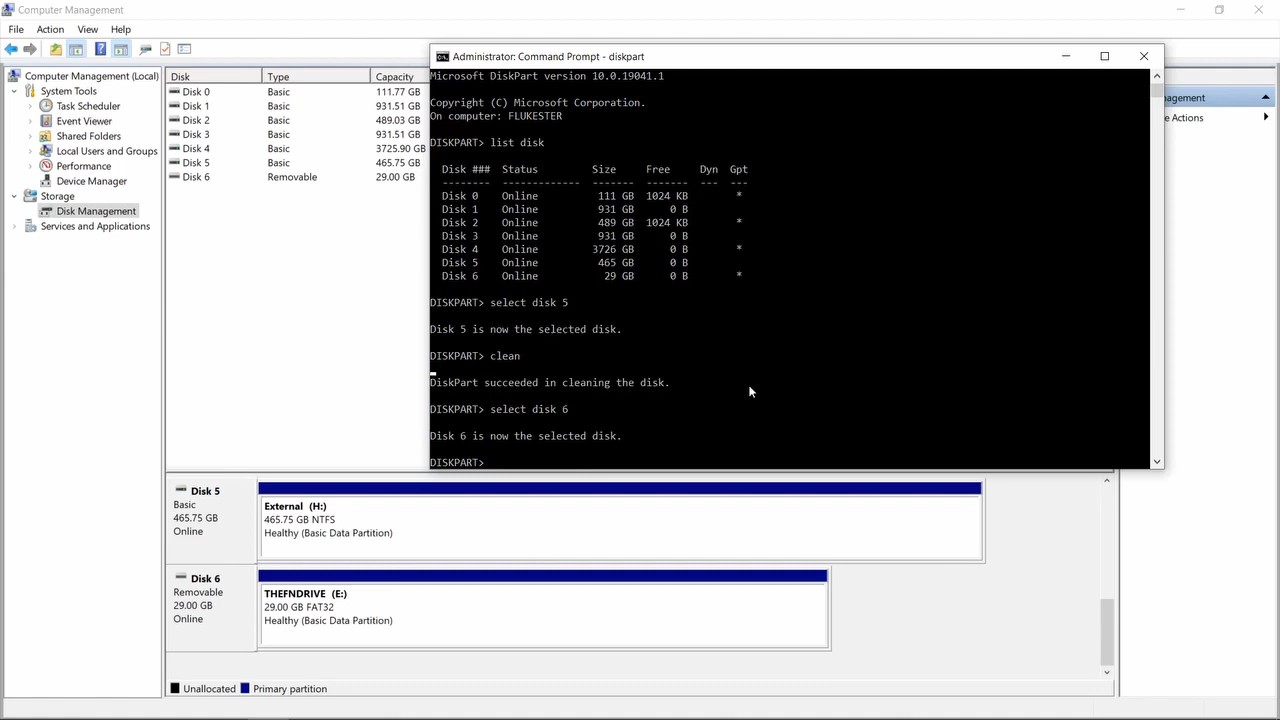 Computer Management
File Action View Help
Computer Management (Local)
System Tools
Task Scheduler
Event Viewer
Shared Folders
Local Users and Groups
Performance
Device Manager
Storage
Disk Management
Services and Applications
Disk Type Capacity
Disk 0 Basic 111.77 GB
Disk 1 Basic 931.51 GB
Disk 2 Basic 489.03 GB
Disk 3 Basic 931.51 GB
Disk 4 Basic 3725.90 GB
Disk 5 Basic 465.75 GB
Disk 6 Removable 29.00 GB
Administrator: Command Prompt - diskpart
Microsoft DiskPart version 10.0.19041.1
Copyright (C) Microsoft Corporation.
On computer: FLUKESTER
DISKPART> list disk
Disk ### Status Size Free Dyn Gpt
-------- ------------- ------- ------- --- ---
Disk 0 Online 111 GB 1024 KB *
Disk 1 Online 931 GB 0 B
Disk 2 Online 489 GB 1024 KB *
Disk 3 Online 931 GB 0 B
Disk 4 Online 3726 GB 0 B *
Disk 5 Online 465 GB 0 B
Disk 6 Online 29 GB 0 B *
DISKPART> select disk 5
Disk 5 is now the selected disk.
DISKPART> clean
DiskPart succeeded in cleaning the disk.
DISKPART> select disk 6
Disk 6 is now the selected disk.
DISKPART>
agement
e Actions
Disk 5
Basic
465.75 GB
Online
External (H:)
465.75 GB NTFS
Healthy (Basic Data Partition)
Disk 6
Removable
29.00 GB
Online
THEFNDRIVE (E:)
29.00 GB FAT32
Healthy (Basic Data Partition)
Unallocated Primary partition